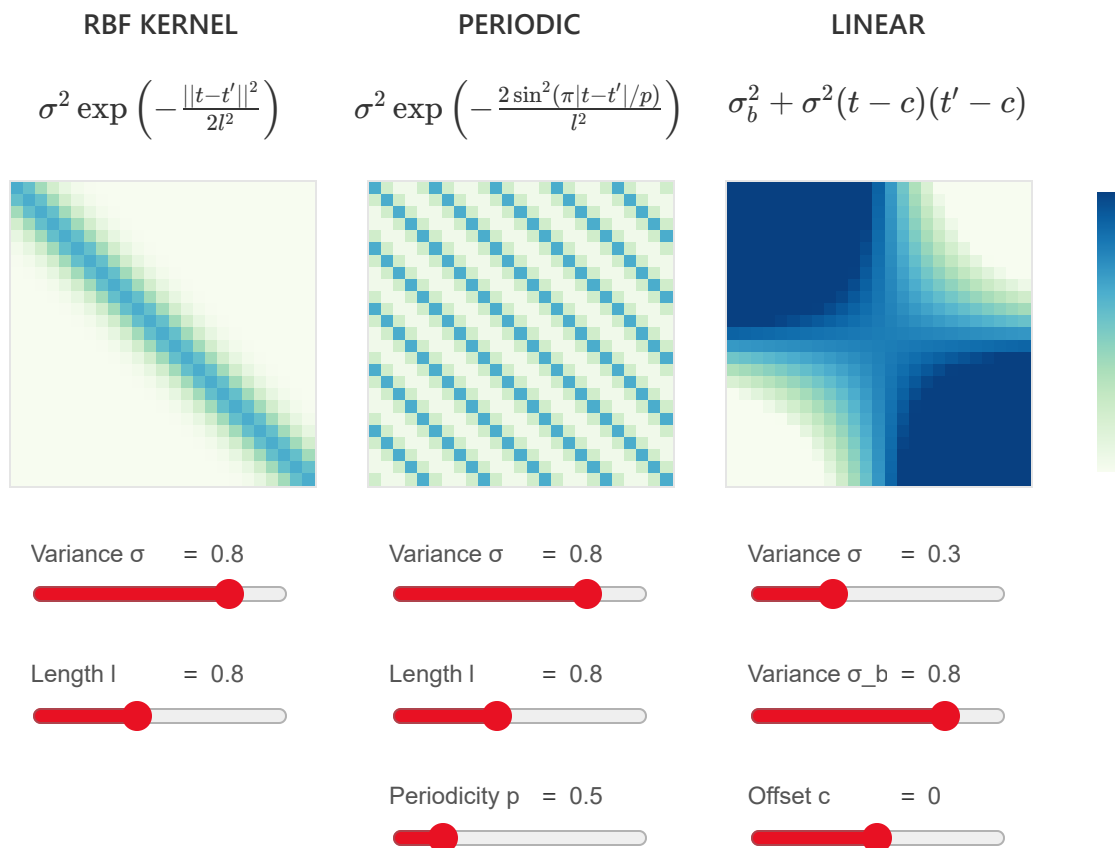 RBF KERNEL
PERIODIC
LINEAR
σ² exp (−||t−t′||²/2l²)
σ² exp (−2 sin²(π|t−t′|/p)/l²)
σ_b² + σ²(t − c)(t′ − c)
Variance σ = 0.8
Variance σ = 0.8
Variance σ = 0.3
Length l = 0.8
Length l = 0.8
Variance σ_b = 0.8
Periodicity p = 0.5
Offset c = 0